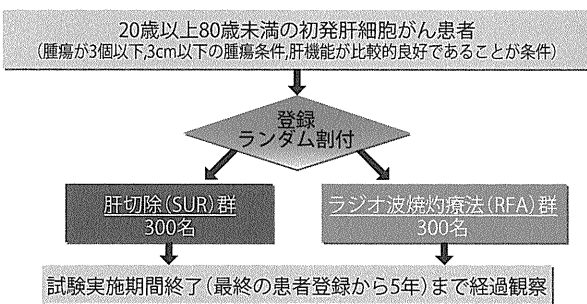 20歳以上80歳未満の初発肝細胞がん患者
(腫瘍が3個以下,3cm以下の腫瘍条件,肝機能が比較的良好であることが条件)
登録
ランダム割付
肝切除(SUR)群
300名
ラジオ波焼灼療法(RFA)群
300名
試験実施期間終了(最終の患者登録から5年)まで経過観察